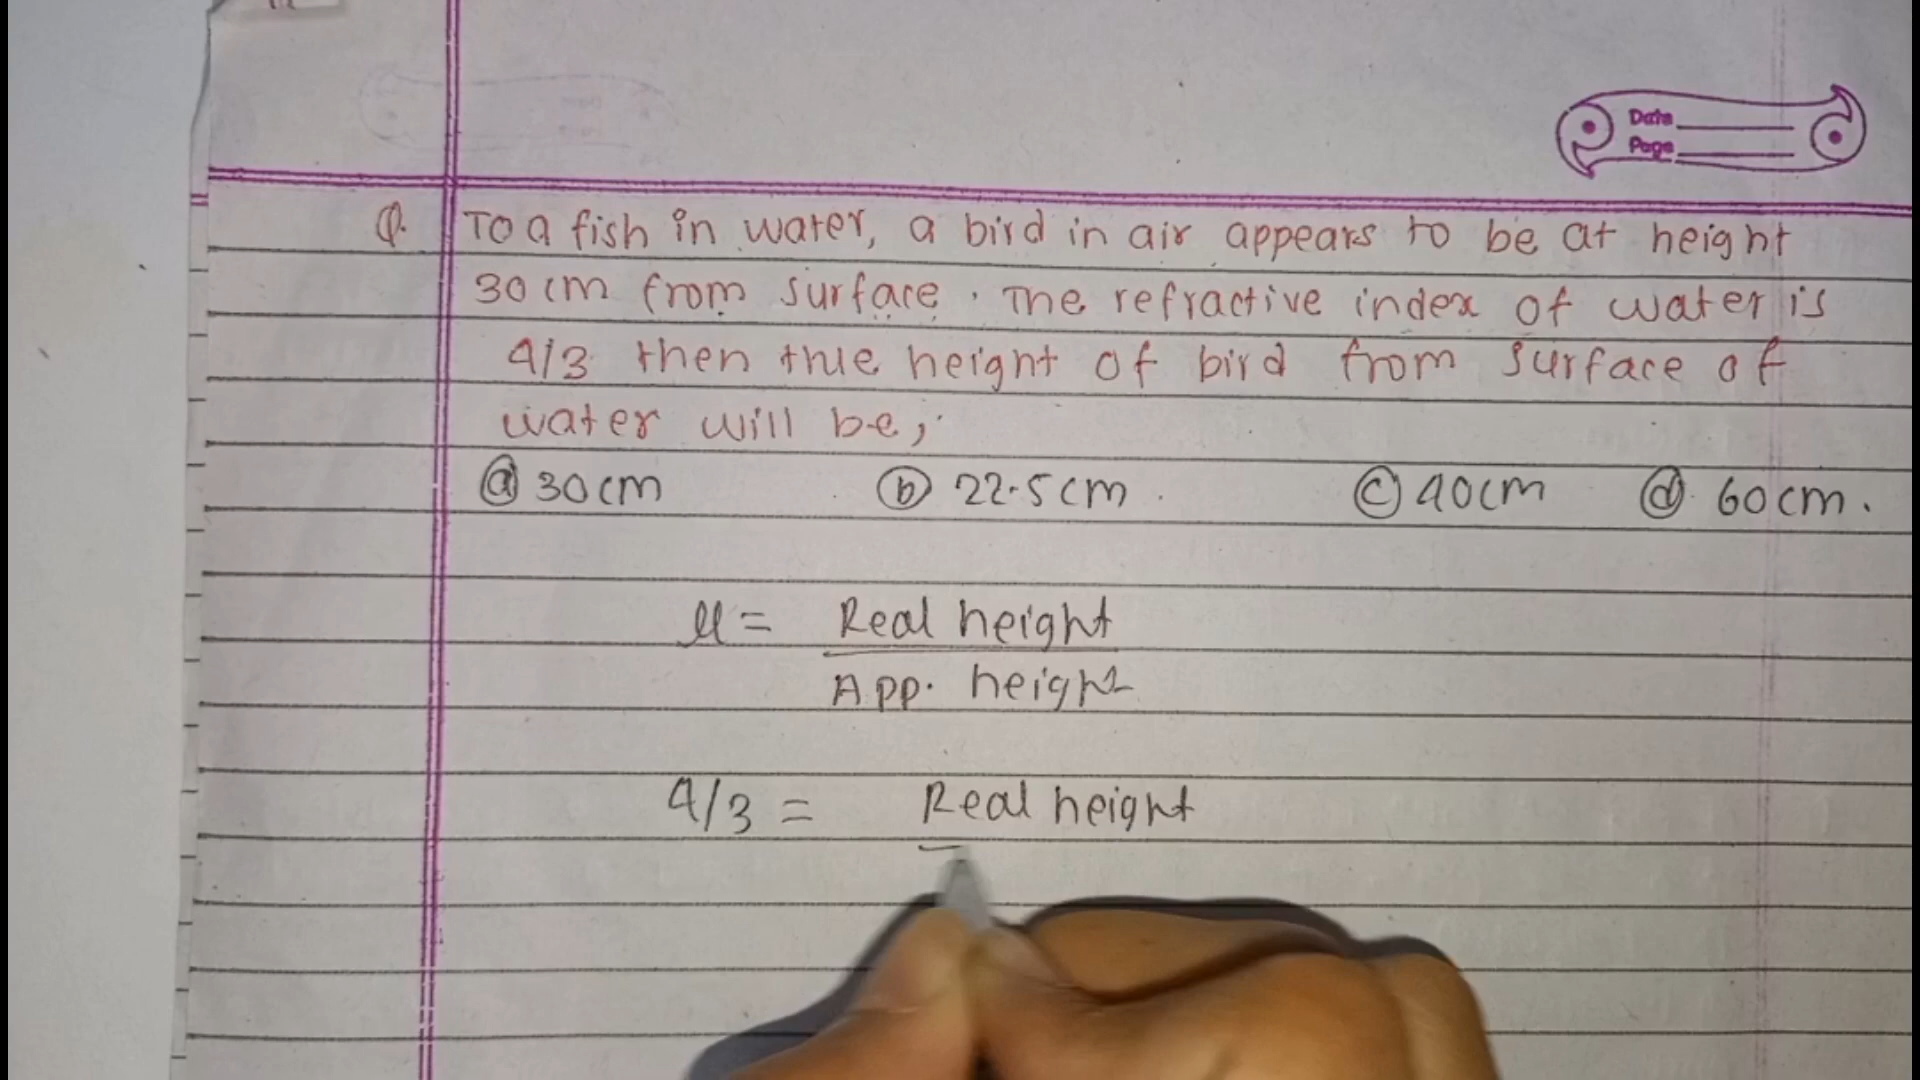 Date
Page
Q. To a fish in water, a bird in air appears to be at height
30 cm from surface. The refractive index of water is
4/3 then thue height of bird from surface of
water will be;
(a) 30cm (b) 22.5cm. (c) 40cm (d) 60cm.
μ = Real height
App. height
4/3 = Real height